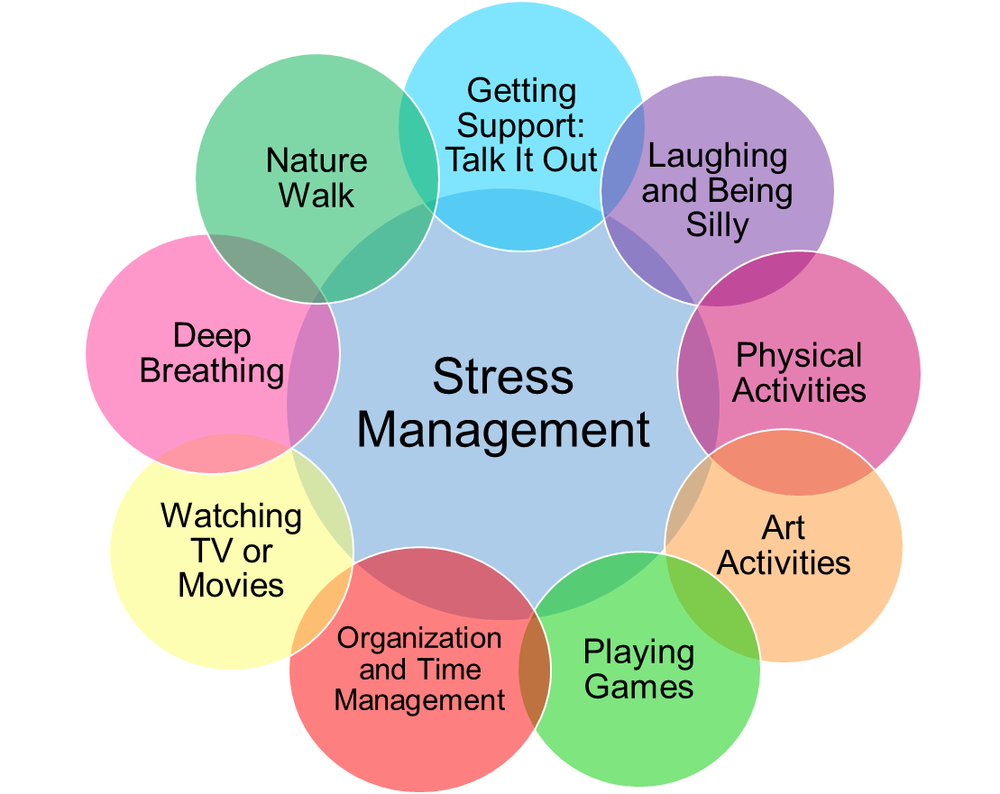 Getting
Support:
Talk It Out
Laughing
and Being
Silly
Physical
Activities
Art
Activities
Playing
Games
Organization
and Time
Management
Watching
TV or
Movies
Deep
Breathing
Nature
Walk
Stress
Management